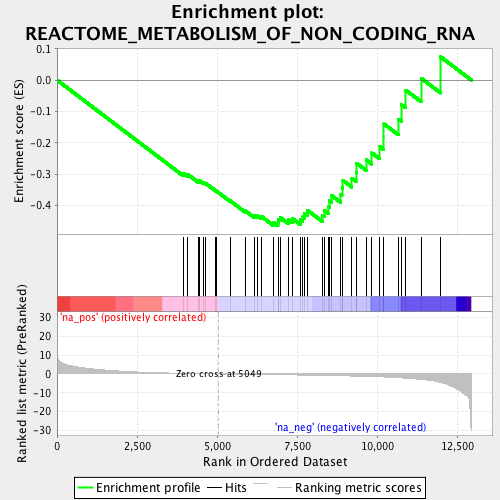 Enrichment plot:
REACTOME_METABOLISM_OF_NON_CODING_RNA
Enrichment score (ES)
0.1
0.0
-0.1
-0.2
-0.3
-0.4
'na_pos' (positively correlated)
Ranked list metric (PreRanked)
30
20
10
0
-10
-20
-30
Zero cross at 5049
'na_neg' (negatively correlated)
0
2,500
5,000
7,500
10,000
12,500
Rank in Ordered Dataset
Enrichment profile
Hits
Ranking metric scores